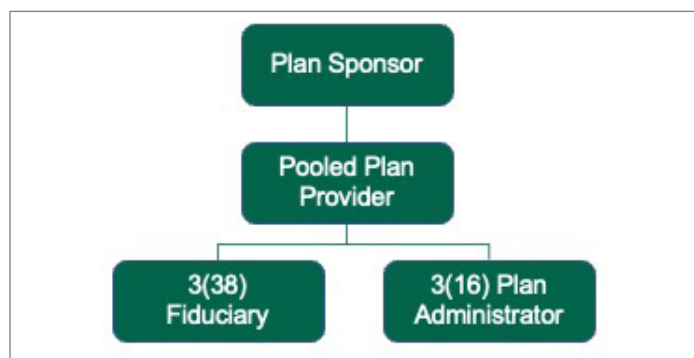 Plan Sponsor
Pooled Plan
Provider
3(38)
Fiduciary
3(16) Plan
Administrator